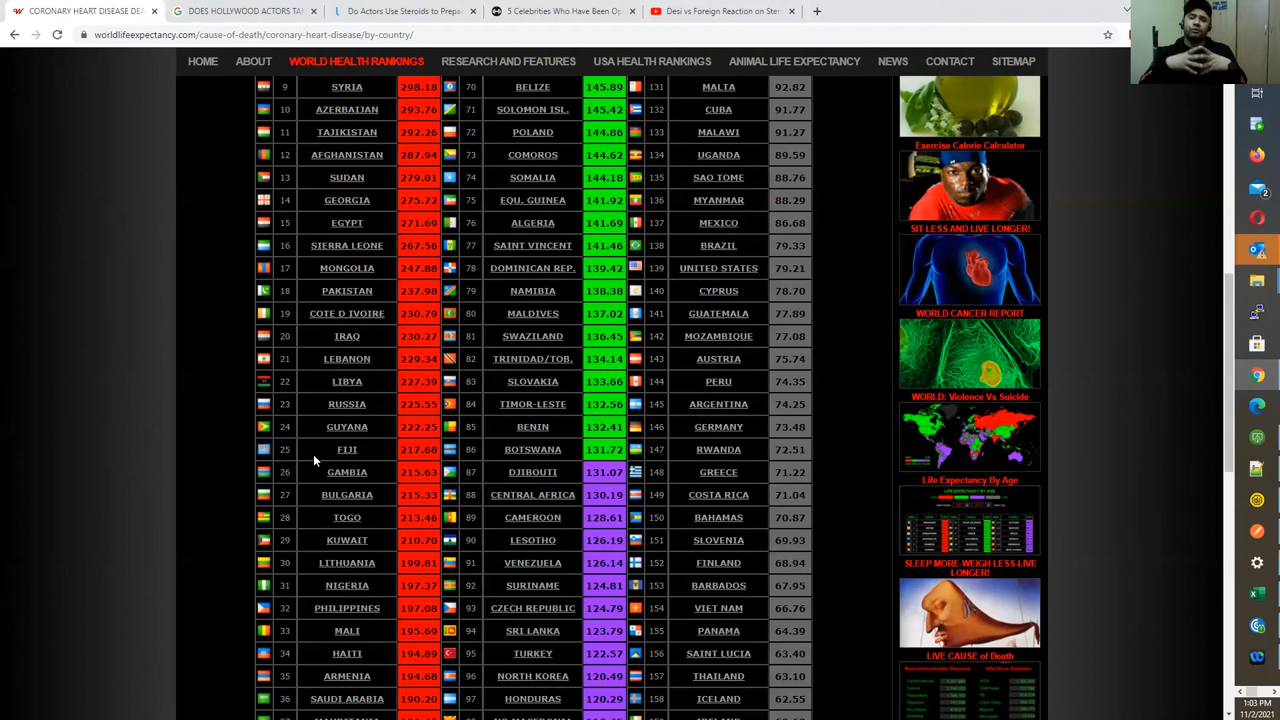 CORONARY HEART DISEASE DEA
DOES HOLLYWOOD ACTORS TAK
Do Actors Use Steroids to Prepa
5 Celebrities Who Have Been Op
Desi vs Foreign Reaction on Ster
worldlifeexpectancy.com/cause-of-death/coronary-heart-disease/by-country/
HOME ABOUT WORLD HEALTH RANKINGS RESEARCH AND FEATURES USA HEALTH RANKINGS ANIMAL LIFE EXPECTANCY NEWS CONTACT SITEMAP
9 SYRIA 298.18 70 BELIZE 145.89 131 MALTA 92.82
10 AZERBAIJAN 293.76 71 SOLOMON ISL. 145.42 132 CUBA 91.77
11 TAJIKISTAN 292.26 72 POLAND 144.86 133 MALAWI 91.27
12 AFGHANISTAN 287.94 73 COMOROS 144.62 134 UGANDA 89.59
13 SUDAN 279.01 74 SOMALIA 144.18 135 SAO TOME 88.76
14 GEORGIA 275.72 75 EQU. GUINEA 141.92 136 MYANMAR 88.29
15 EGYPT 271.69 76 ALGERIA 141.69 137 MEXICO 86.68
16 SIERRA LEONE 267.56 77 SAINT VINCENT 141.46 138 BRAZIL 79.33
17 MONGOLIA 247.88 78 DOMINICAN REP. 139.42 139 UNITED STATES 79.21
18 PAKISTAN 237.98 79 NAMIBIA 138.38 140 CYPRUS 78.70
19 COTE D IVOIRE 230.79 80 MALDIVES 137.02 141 GUATEMALA 77.89
20 IRAQ 230.27 81 SWAZILAND 136.45 142 MOZAMBIQUE 77.08
21 LEBANON 229.34 82 TRINIDAD/TOB. 134.14 143 AUSTRIA 75.74
22 LIBYA 227.39 83 SLOVAKIA 133.66 144 PERU 74.35
23 RUSSIA 225.55 84 TIMOR-LESTE 132.56 145 ARGENTINA 74.25
24 GUYANA 222.25 85 BENIN 132.41 146 GERMANY 73.48
25 FIJI 217.68 86 BOTSWANA 131.72 147 RWANDA 72.51
26 GAMBIA 215.63 87 DJIBOUTI 131.07 148 GREECE 71.22
27 BULGARIA 215.33 88 CENTRAL AFRICA 130.19 149 COSTA RICA 71.04
28 TOGO 213.46 89 CAMEROON 128.61 150 BAHAMAS
29 KUWAIT 210.70 90 LESOTHO 126.19 151 SLOVENIA
30 LITHUANIA 199.81 91 VENEZUELA 126.14 152 FINLAND
31 NIGERIA 197.37 92 SURINAME 124.81 153 BARBADOS
32 PHILIPPINES 197.08 93 CZECH REPUBLIC 124.79 154 VIET NAM 66.70
33 MALI 195.69 94 SRI LANKA 123.79 155 PANAMA 64.39
34 HAITI 194.89 95 TURKEY 122.57 156 SAINT LUCIA 63.40
194.68 96 120.49 157 THAILAND
SAUDI ARABIA 190.20 97 HONDURAS 120.29 158
Exercise Calorie Calculator
SIT LESS AND LIVE LONGER!
WORLD CANCER REPORT
WORLD: Violence Vs Suicide
Life Expectancy By Age
SLEEP MORE-WEIGH LESS-LIVE
LONGER!
LIVE CAUSE of Death
2
1:03 PM
11/2/2021